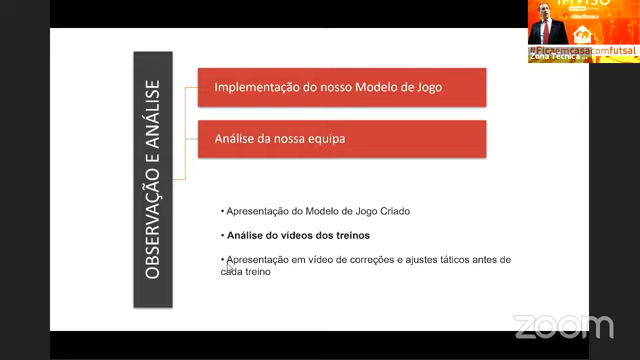 #Ficaemcasacomfutsal
Zona Técnica
OBSERVAÇÃO E ANÁLISE
Implementação do nosso Modelo de Jogo
Análise da nossa equipa
• Apresentação do Modelo de Jogo Criado
• Análise do vídeos dos treinos
• Apresentação em vídeo de correções e ajustes táticos antes de
cada treino
zoom